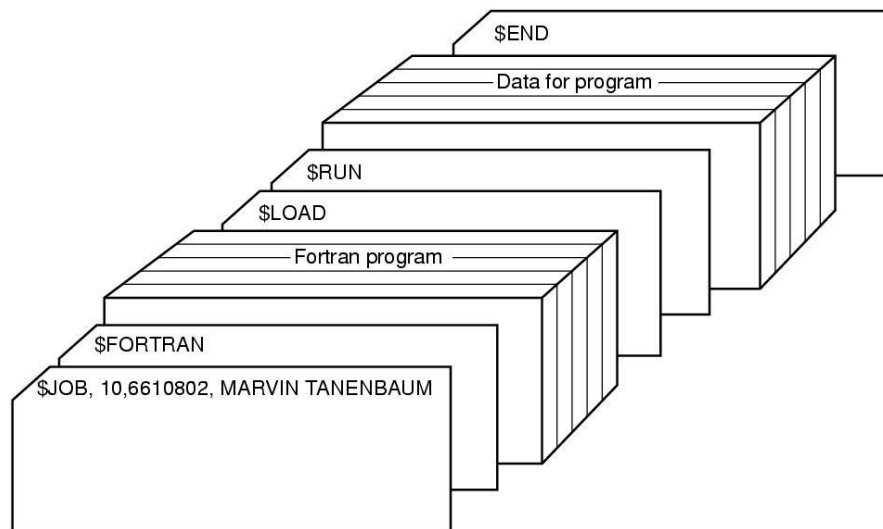 $END
Data for program
$RUN
$LOAD
Fortran program
$FORTRAN
$JOB, 10,6610802, MARVIN TANENBAUM